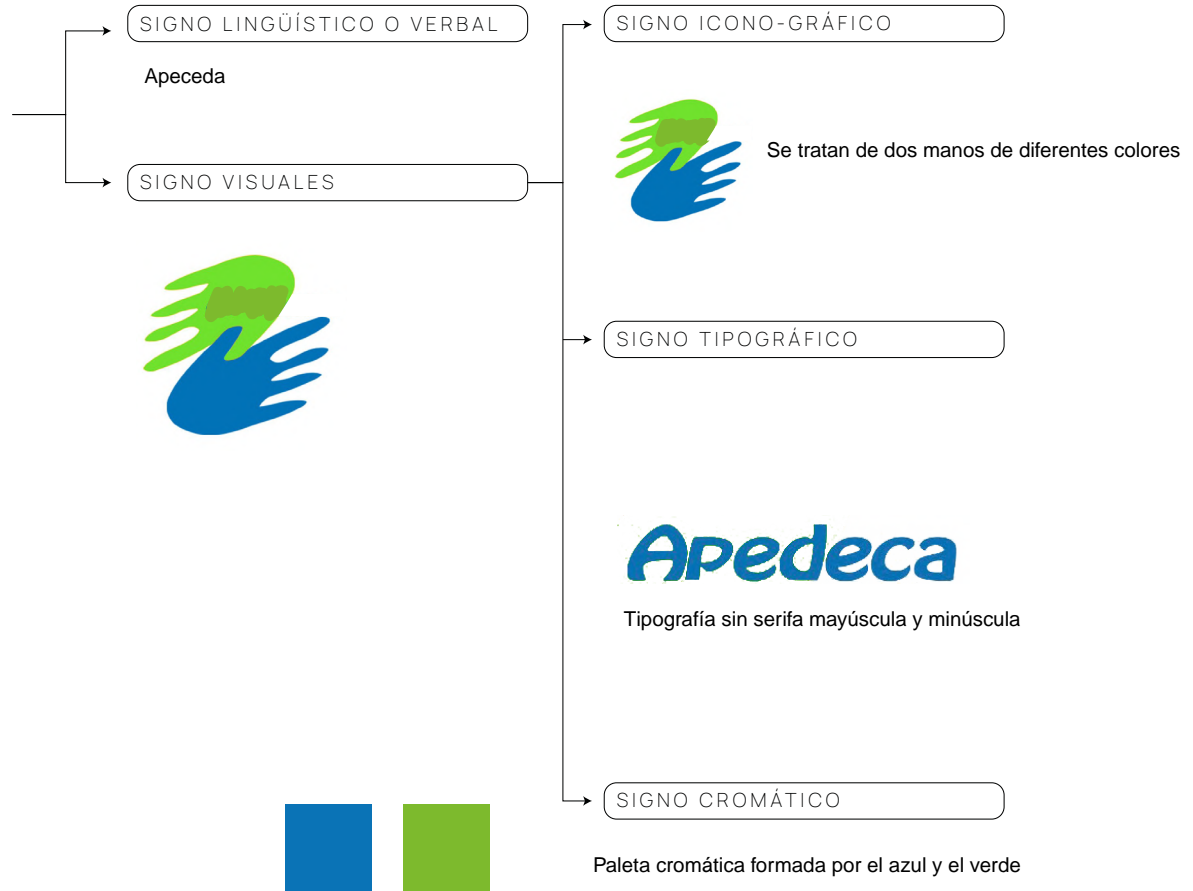 SIGNO LINGÜÍSTICO O VERBAL
Apeceda
SIGNO VISUALES
SIGNO ICONO-GRÁFICO
Se tratan de dos manos de diferentes colores
SIGNO TIPOGRÁFICO
Apedeca
Tipografía sin serifa mayúscula y minúscula
SIGNO CROMÁTICO
Paleta cromática formada por el azul y el verde